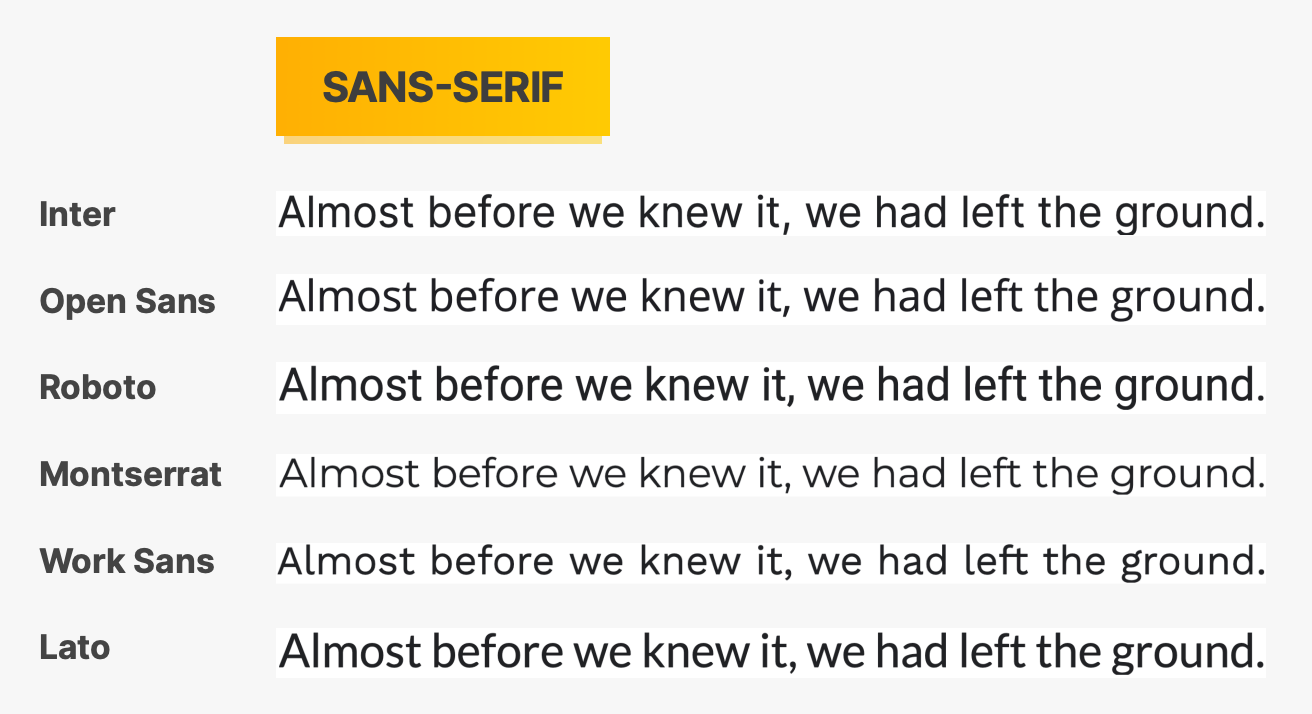 SANS-SERIF
Inter Almost before we knew it, we had left the ground.
Open Sans Almost before we knew it, we had left the ground.
Roboto Almost before we knew it, we had left the ground.
Montserrat Almost before we knew it, we had left the ground.
Work Sans Almost before we knew it, we had left the ground.
Lato Almost before we knew it, we had left the ground.